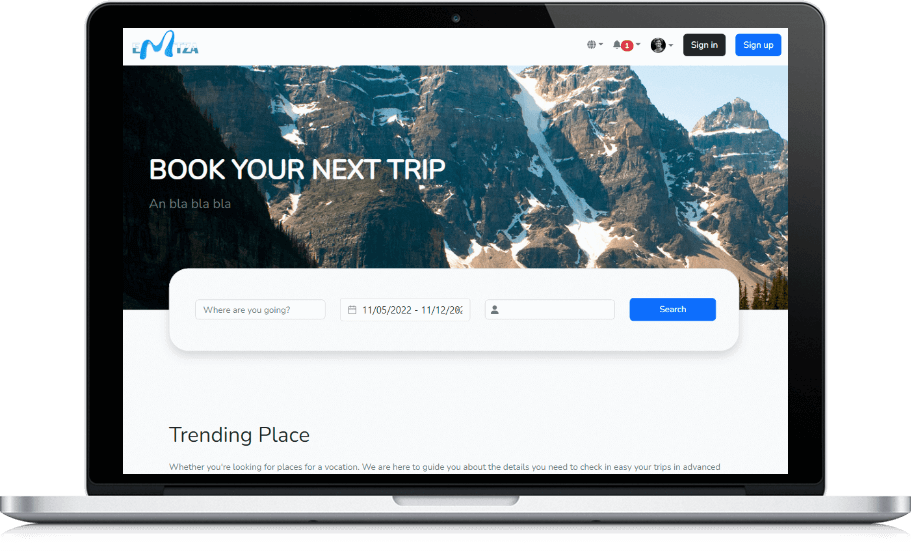 EMIZA
1
Sign in
Sign up
BOOK YOUR NEXT TRIP
An bla bla bla
Where are you going?
11/05/2022 - 11/12/202
Search
Trending Place
Whether you're looking for places for a vocation. We are here to guide you about the details you need to check in easy your trips in advanced